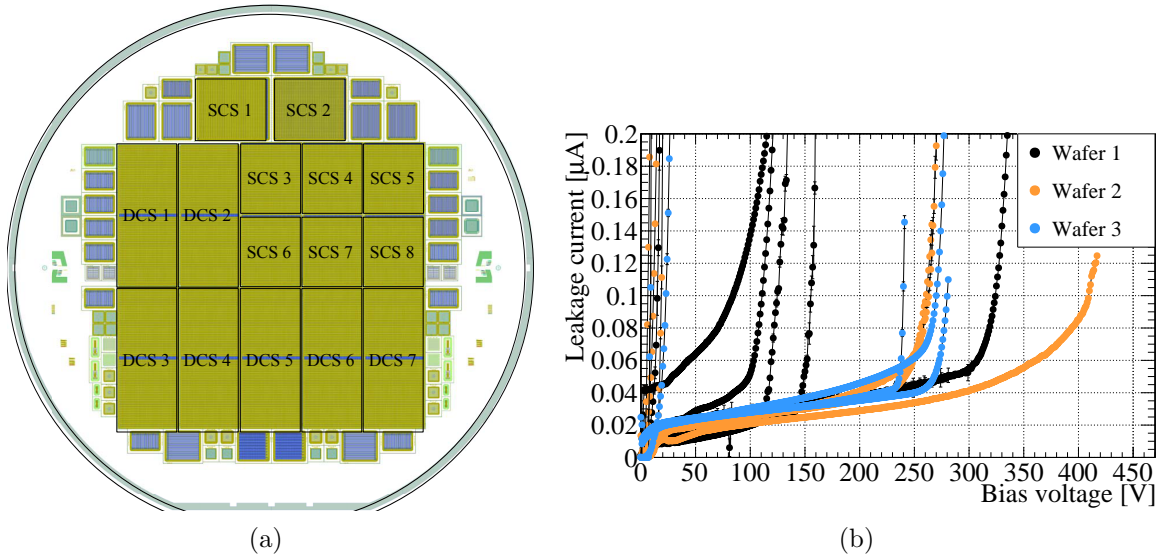 SCS 1 SCS 2
SCS 3 SCS 4 SCS 5
DCS 1 DCS 2
SCS 6 SCS 7 SCS 8
DCS 3 DCS 4 DCS 5 DCS 6 DCS 7
(a)
Leakage current [µA]
0.2
0.18
0.16
0.14
0.12
0.1
0.08
0.06
0.04
0.02
0
0 50 100 150 200 250 300 350 400 450
Bias voltage [V]
Wafer 1
Wafer 2
Wafer 3
(b)